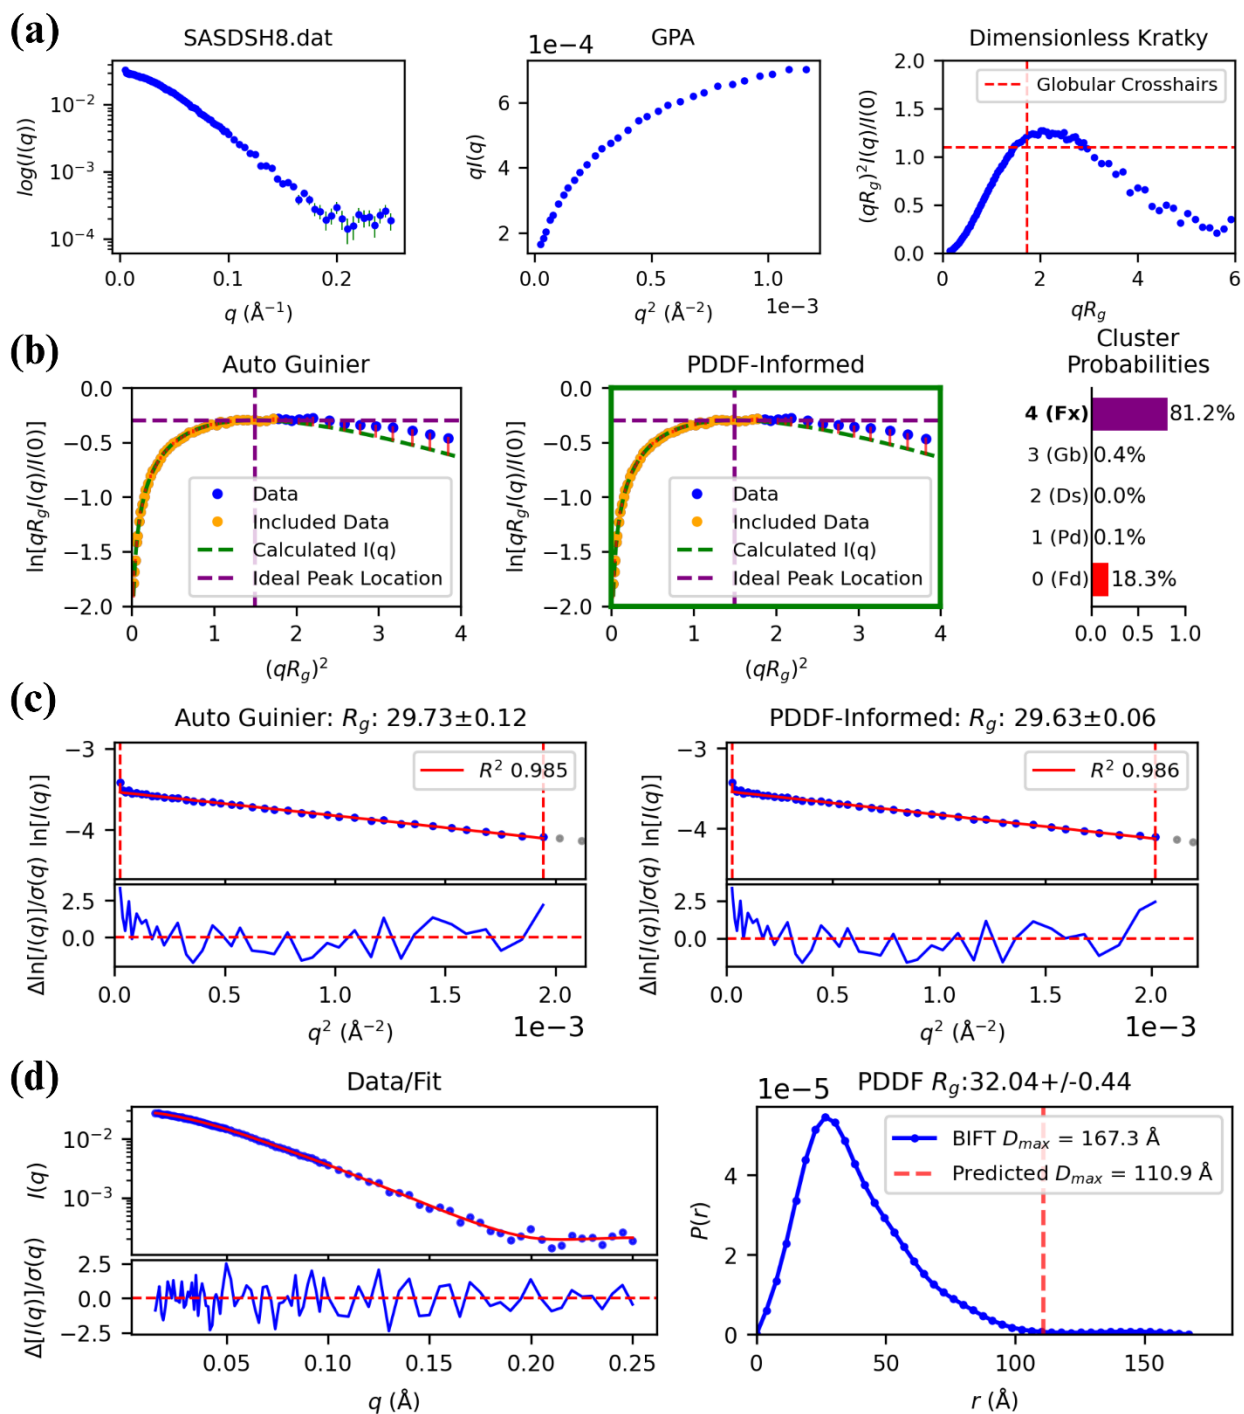 (a)
SASDSH8.dat
log(I(q))
10⁻²
10⁻³
10⁻⁴
0.0 0.1 0.2
q (Å⁻¹)
GPA
1e−4
qI(q)
6
4
2
0.0 0.5 1.0
1e−3
q² (Å⁻²)
Dimensionless Kratky
Globular Crosshairs
(qRg)²I(q)/I(0)
2.0
1.5
1.0
0.5
0.0
0 2 4 6
qRg
(b)
Auto Guinier
ln[qRgI(q)/I(0)]
0.0
−0.5
−1.0
−1.5
−2.0
Data
Included Data
Calculated I(q)
Ideal Peak Location
0 1 2 3 4
(qRg)²
PDDF-Informed
ln[qRgI(q)/I(0)]
0.0
−0.5
−1.0
−1.5
−2.0
Data
Included Data
Calculated I(q)
Ideal Peak Location
0 1 2 3 4
(qRg)²
Cluster
Probabilities
4 (Fx) 81.2%
3 (Gb) 0.4%
2 (Ds) 0.0%
1 (Pd) 0.1%
0 (Fd) 18.3%
0.0 0.5 1.0
(c)
Auto Guinier: Rg: 29.73±0.12
ln[I(q)]
−3
−4
R² 0.985
Δln[I(q)]/σ(q)
2.5
0.0
0.0 0.5 1.0 1.5 2.0
1e−3
q² (Å⁻²)
PDDF-Informed: Rg: 29.63±0.06
ln[I(q)]
−3
−4
R² 0.986
Δln[I(q)]/σ(q)
2.5
0.0
0.0 0.5 1.0 1.5 2.0
1e−3
q² (Å⁻²)
(d)
Data/Fit
I(q)
10⁻²
10⁻³
Δ[I(q)]/σ(q)
2.5
0.0
−2.5
0.05 0.10 0.15 0.20 0.25
q (Å)
PDDF Rg:32.04+/-0.44
1e−5
P(r)
4
2
0
BIFT Dmax = 167.3 Å
Predicted Dmax = 110.9 Å
0 50 100 150
r (Å)